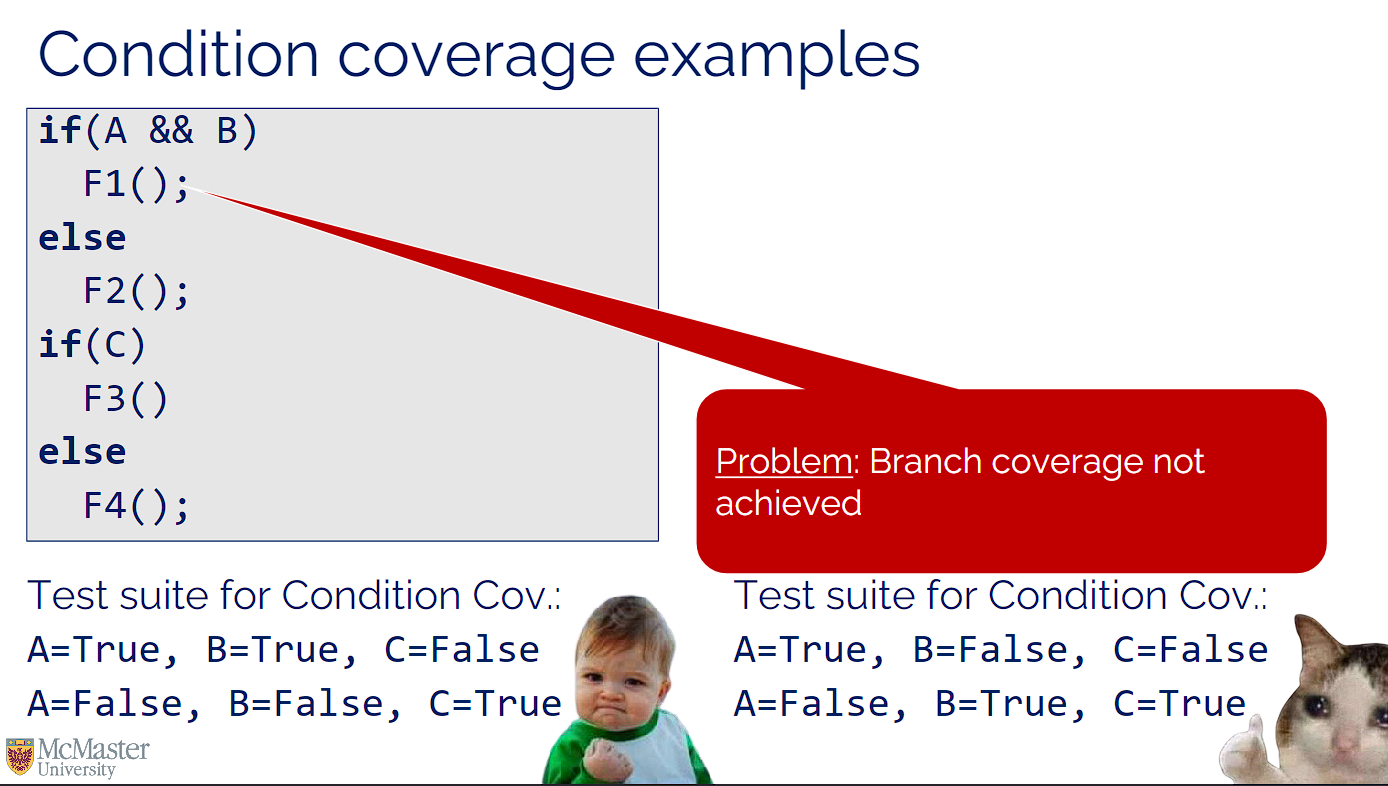 Condition coverage examples
if(A && B)
F1();
else
F2();
if(C)
F3()
else
F4();
Problem: Branch coverage not
achieved
Test suite for Condition Cov.:
A=True, B=True, C=False
A=False, B=False, C=True
Test suite for Condition Cov.:
A=True, B=False, C=False
A=False, B=True, C=True
McMaster
University